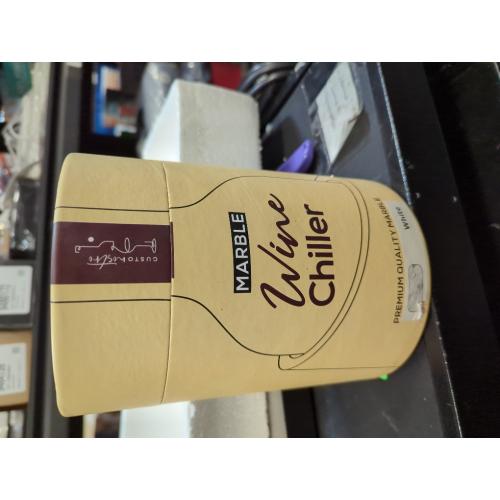 MARBLE
Wine
Chiller
PREMIUM QUALITY MARBLE
White